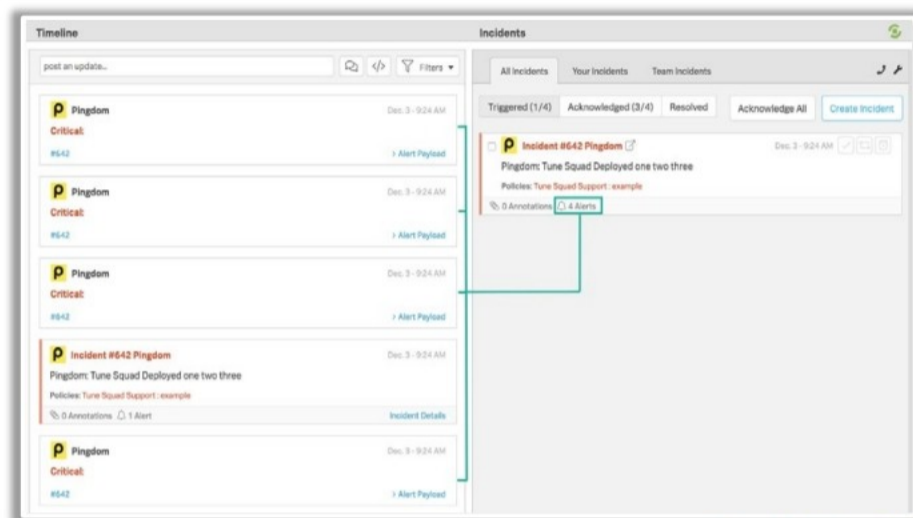 Timeline
post an update...
Filters
Pingdom
Dec. 3 - 9:24 AM
Critical:
#642
> Alert Payload
Pingdom
Dec. 3 - 9:24 AM
Critical:
#642
> Alert Payload
Pingdom
Dec. 3 - 9:24 AM
Critical:
#642
> Alert Payload
Incident #642 Pingdom
Dec. 3 - 9:24 AM
Pingdom: Tune Squad Deployed one two three
Policies: Tune Squad Support : example
0 Annotations 1 Alert
Incident Details
Pingdom
Dec. 3 - 9:24 AM
Critical:
#642
> Alert Payload
Incidents
All Incidents Your Incidents Team Incidents
Triggered (1/4) Acknowledged (3/4) Resolved Acknowledge All Create Incident
Incident #642 Pingdom
Dec. 3 - 9:24 AM
Pingdom: Tune Squad Deployed one two three
Policies: Tune Squad Support : example
0 Annotations 4 Alerts